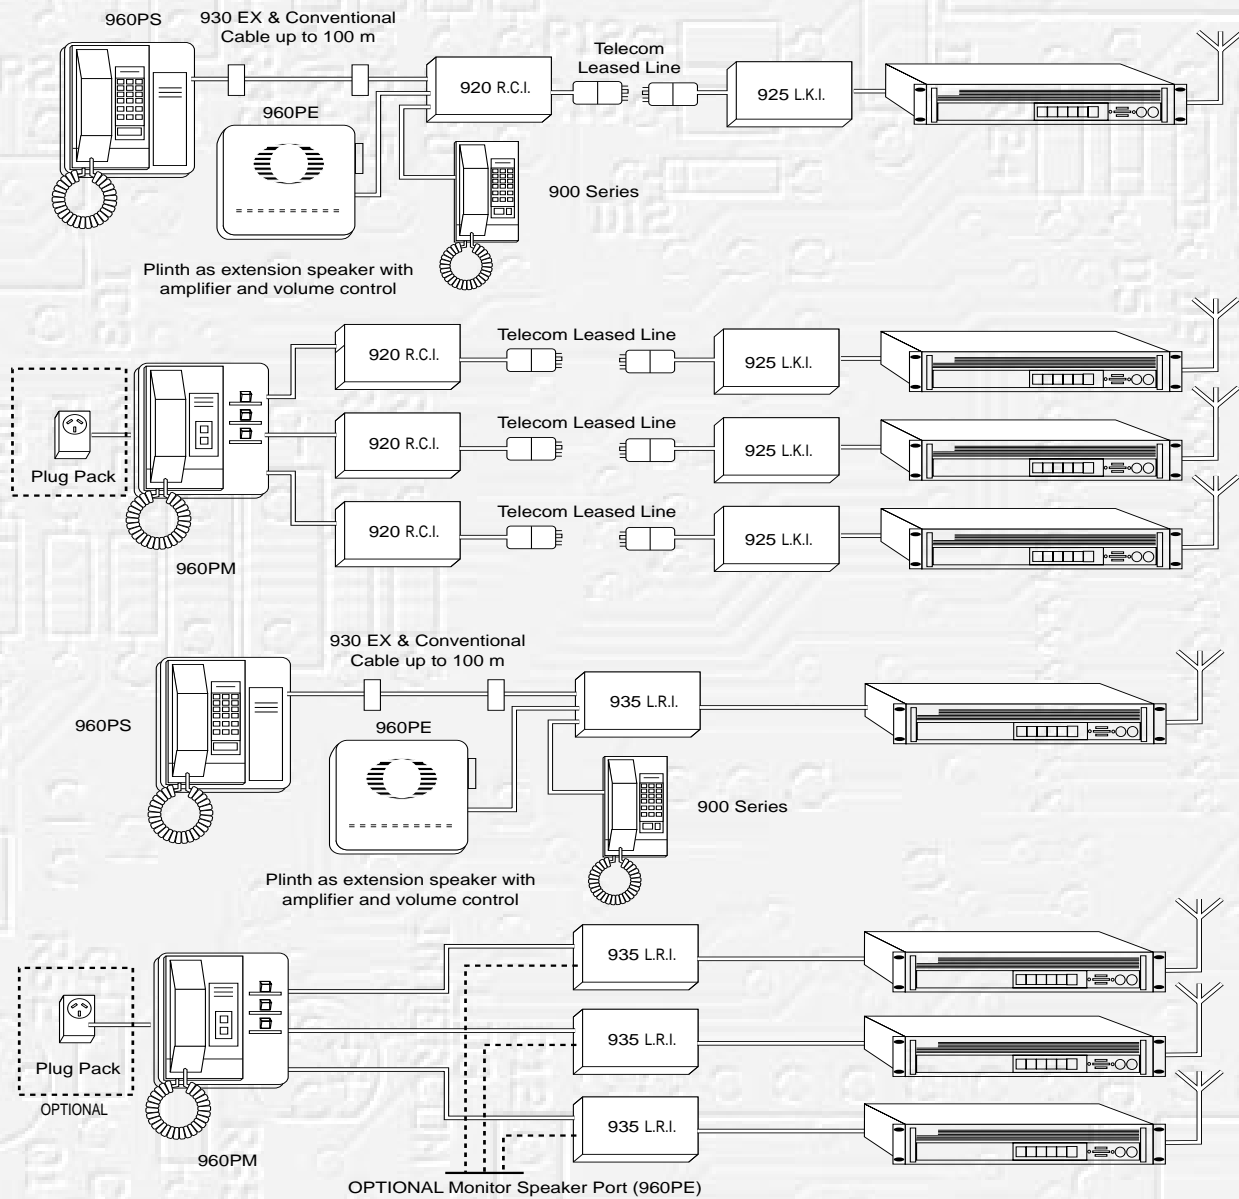 960PS
930 EX & Conventional
Cable up to 100 m
920 R.C.I.
Telecom
Leased Line
925 L.K.I.
960PE
900 Series
Plinth as extension speaker with
amplifier and volume control
Plug Pack
960PM
920 R.C.I.
Telecom Leased Line
925 L.K.I.
920 R.C.I.
Telecom Leased Line
925 L.K.I.
920 R.C.I.
Telecom Leased Line
925 L.K.I.
960PS
930 EX & Conventional
Cable up to 100 m
935 L.R.I.
960PE
900 Series
Plinth as extension speaker with
amplifier and volume control
Plug Pack
OPTIONAL
960PM
935 L.R.I.
935 L.R.I.
935 L.R.I.
OPTIONAL Monitor Speaker Port (960PE)